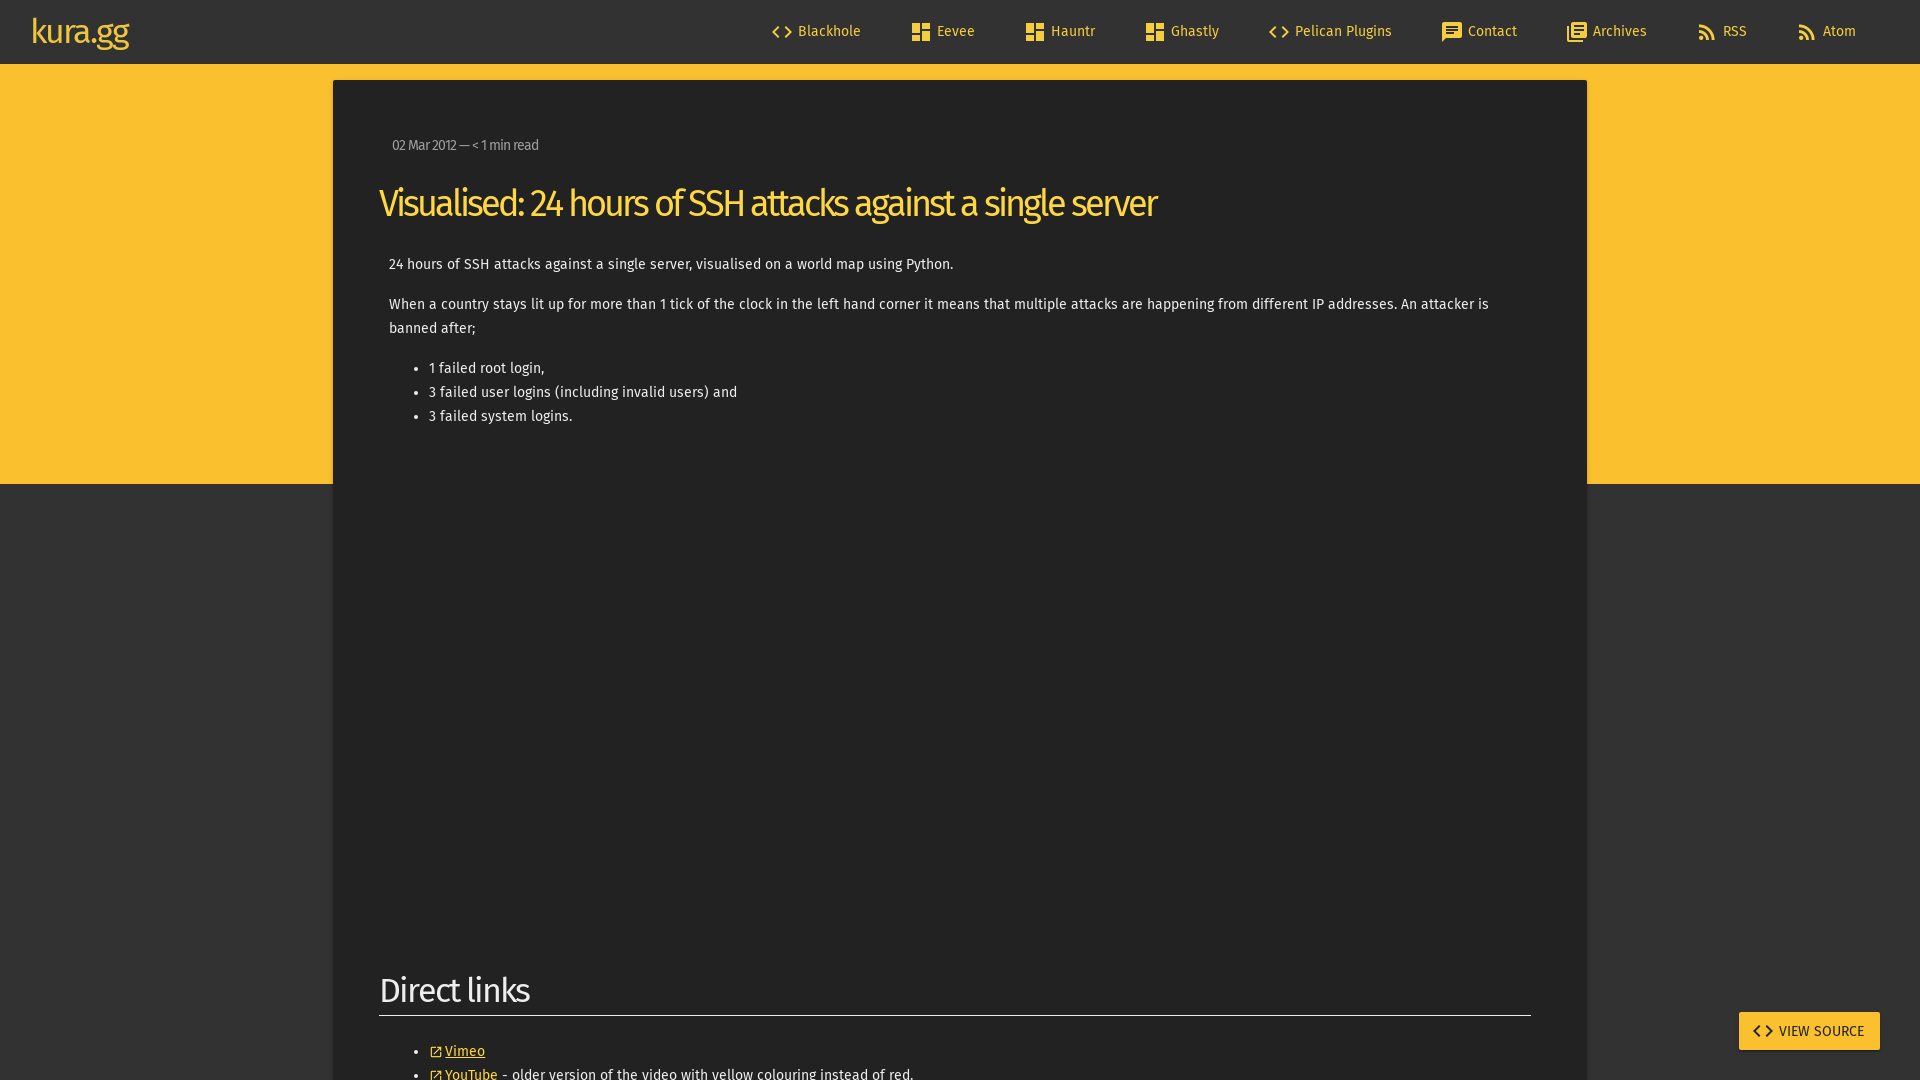 kura.gg
Blackhole
Eevee
Hauntr
Ghastly
Pelican Plugins
Contact
Archives
RSS
Atom
02 Mar 2012 — < 1 min read
Visualised: 24 hours of SSH attacks against a single server
24 hours of SSH attacks against a single server, visualised on a world map using Python.
When a country stays lit up for more than 1 tick of the clock in the left hand corner it means that multiple attacks are happening from different IP addresses. An attacker is
banned after;
• 1 failed root login,
• 3 failed user logins (including invalid users) and
• 3 failed system logins.
Direct links
• Vimeo
• YouTube - older version of the video with yellow colouring instead of red.
VIEW SOURCE